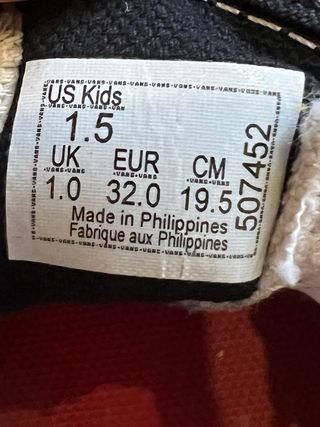 US Kids
1.5
UK EUR CM
1.0 32.0 19.5
Made in Philippines
Fabrique aux Philippines
507452